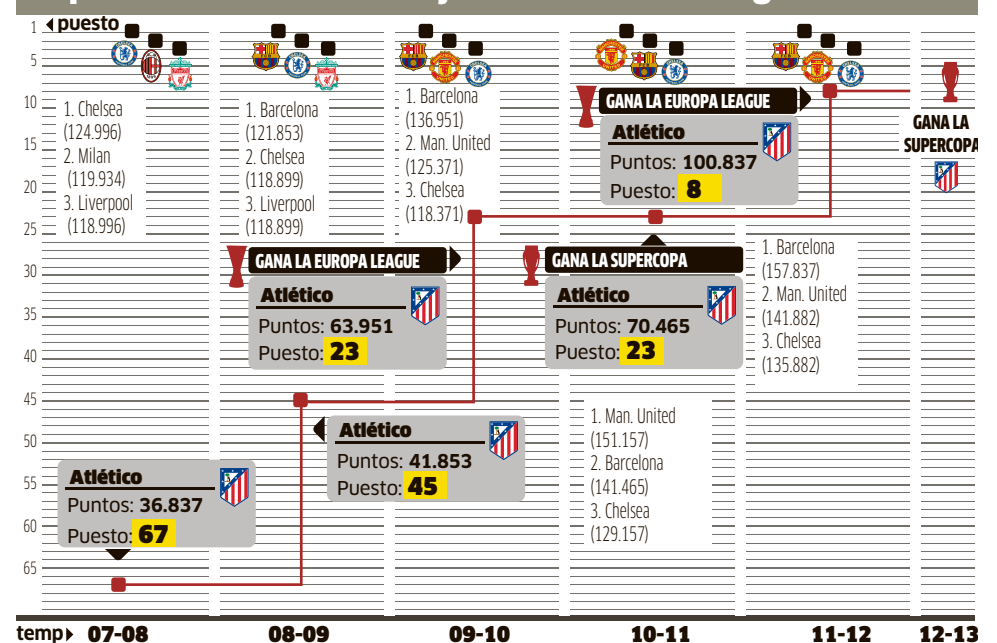 puesto
1
5
10
15
20
25
30
35
40
45
50
55
60
65
1. Chelsea
(124.996)
2. Milan
(119.934)
3. Liverpool
(118.996)
Atlético
Puntos: 36.837
Puesto: 67
1. Barcelona
(121.853)
2. Chelsea
(118.899)
3. Liverpool
(118.899)
GANA LA EUROPA LEAGUE
Atlético
Puntos: 63.951
Puesto: 23
Atlético
Puntos: 41.853
Puesto: 45
1. Barcelona
(136.951)
2. Man. United
(125.371)
3. Chelsea
(118.371)
GANA LA SUPERCOPA
Atlético
Puntos: 70.465
Puesto: 23
GANA LA EUROPA LEAGUE
Atlético
Puntos: 100.837
Puesto: 8
1. Man. United
(151.157)
2. Barcelona
(141.465)
3. Chelsea
(129.157)
1. Barcelona
(157.837)
2. Man. United
(141.882)
3. Chelsea
(135.882)
GANA LA
SUPERCOPA
temp 07-08 08-09 09-10 10-11 11-12 12-13